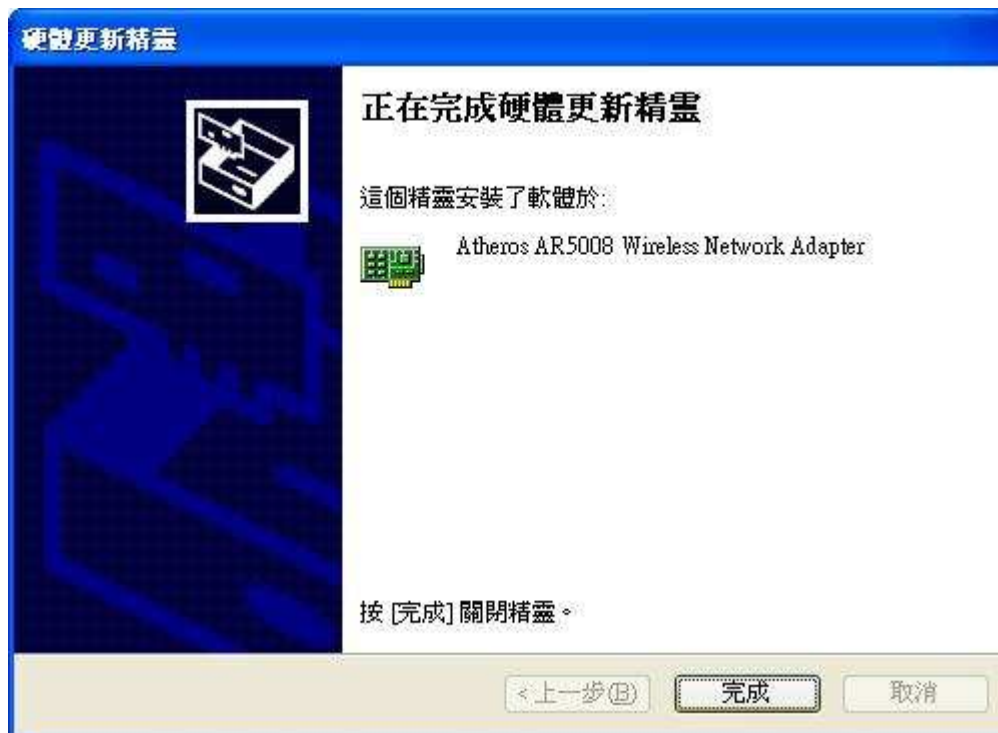 硬體更新精靈
正在完成硬體更新精靈
這個精靈安裝了軟體於:
Atheros AR5008 Wireless Network Adapter
按 [完成] 關閉精靈。
<上一步(B)
完成
取消